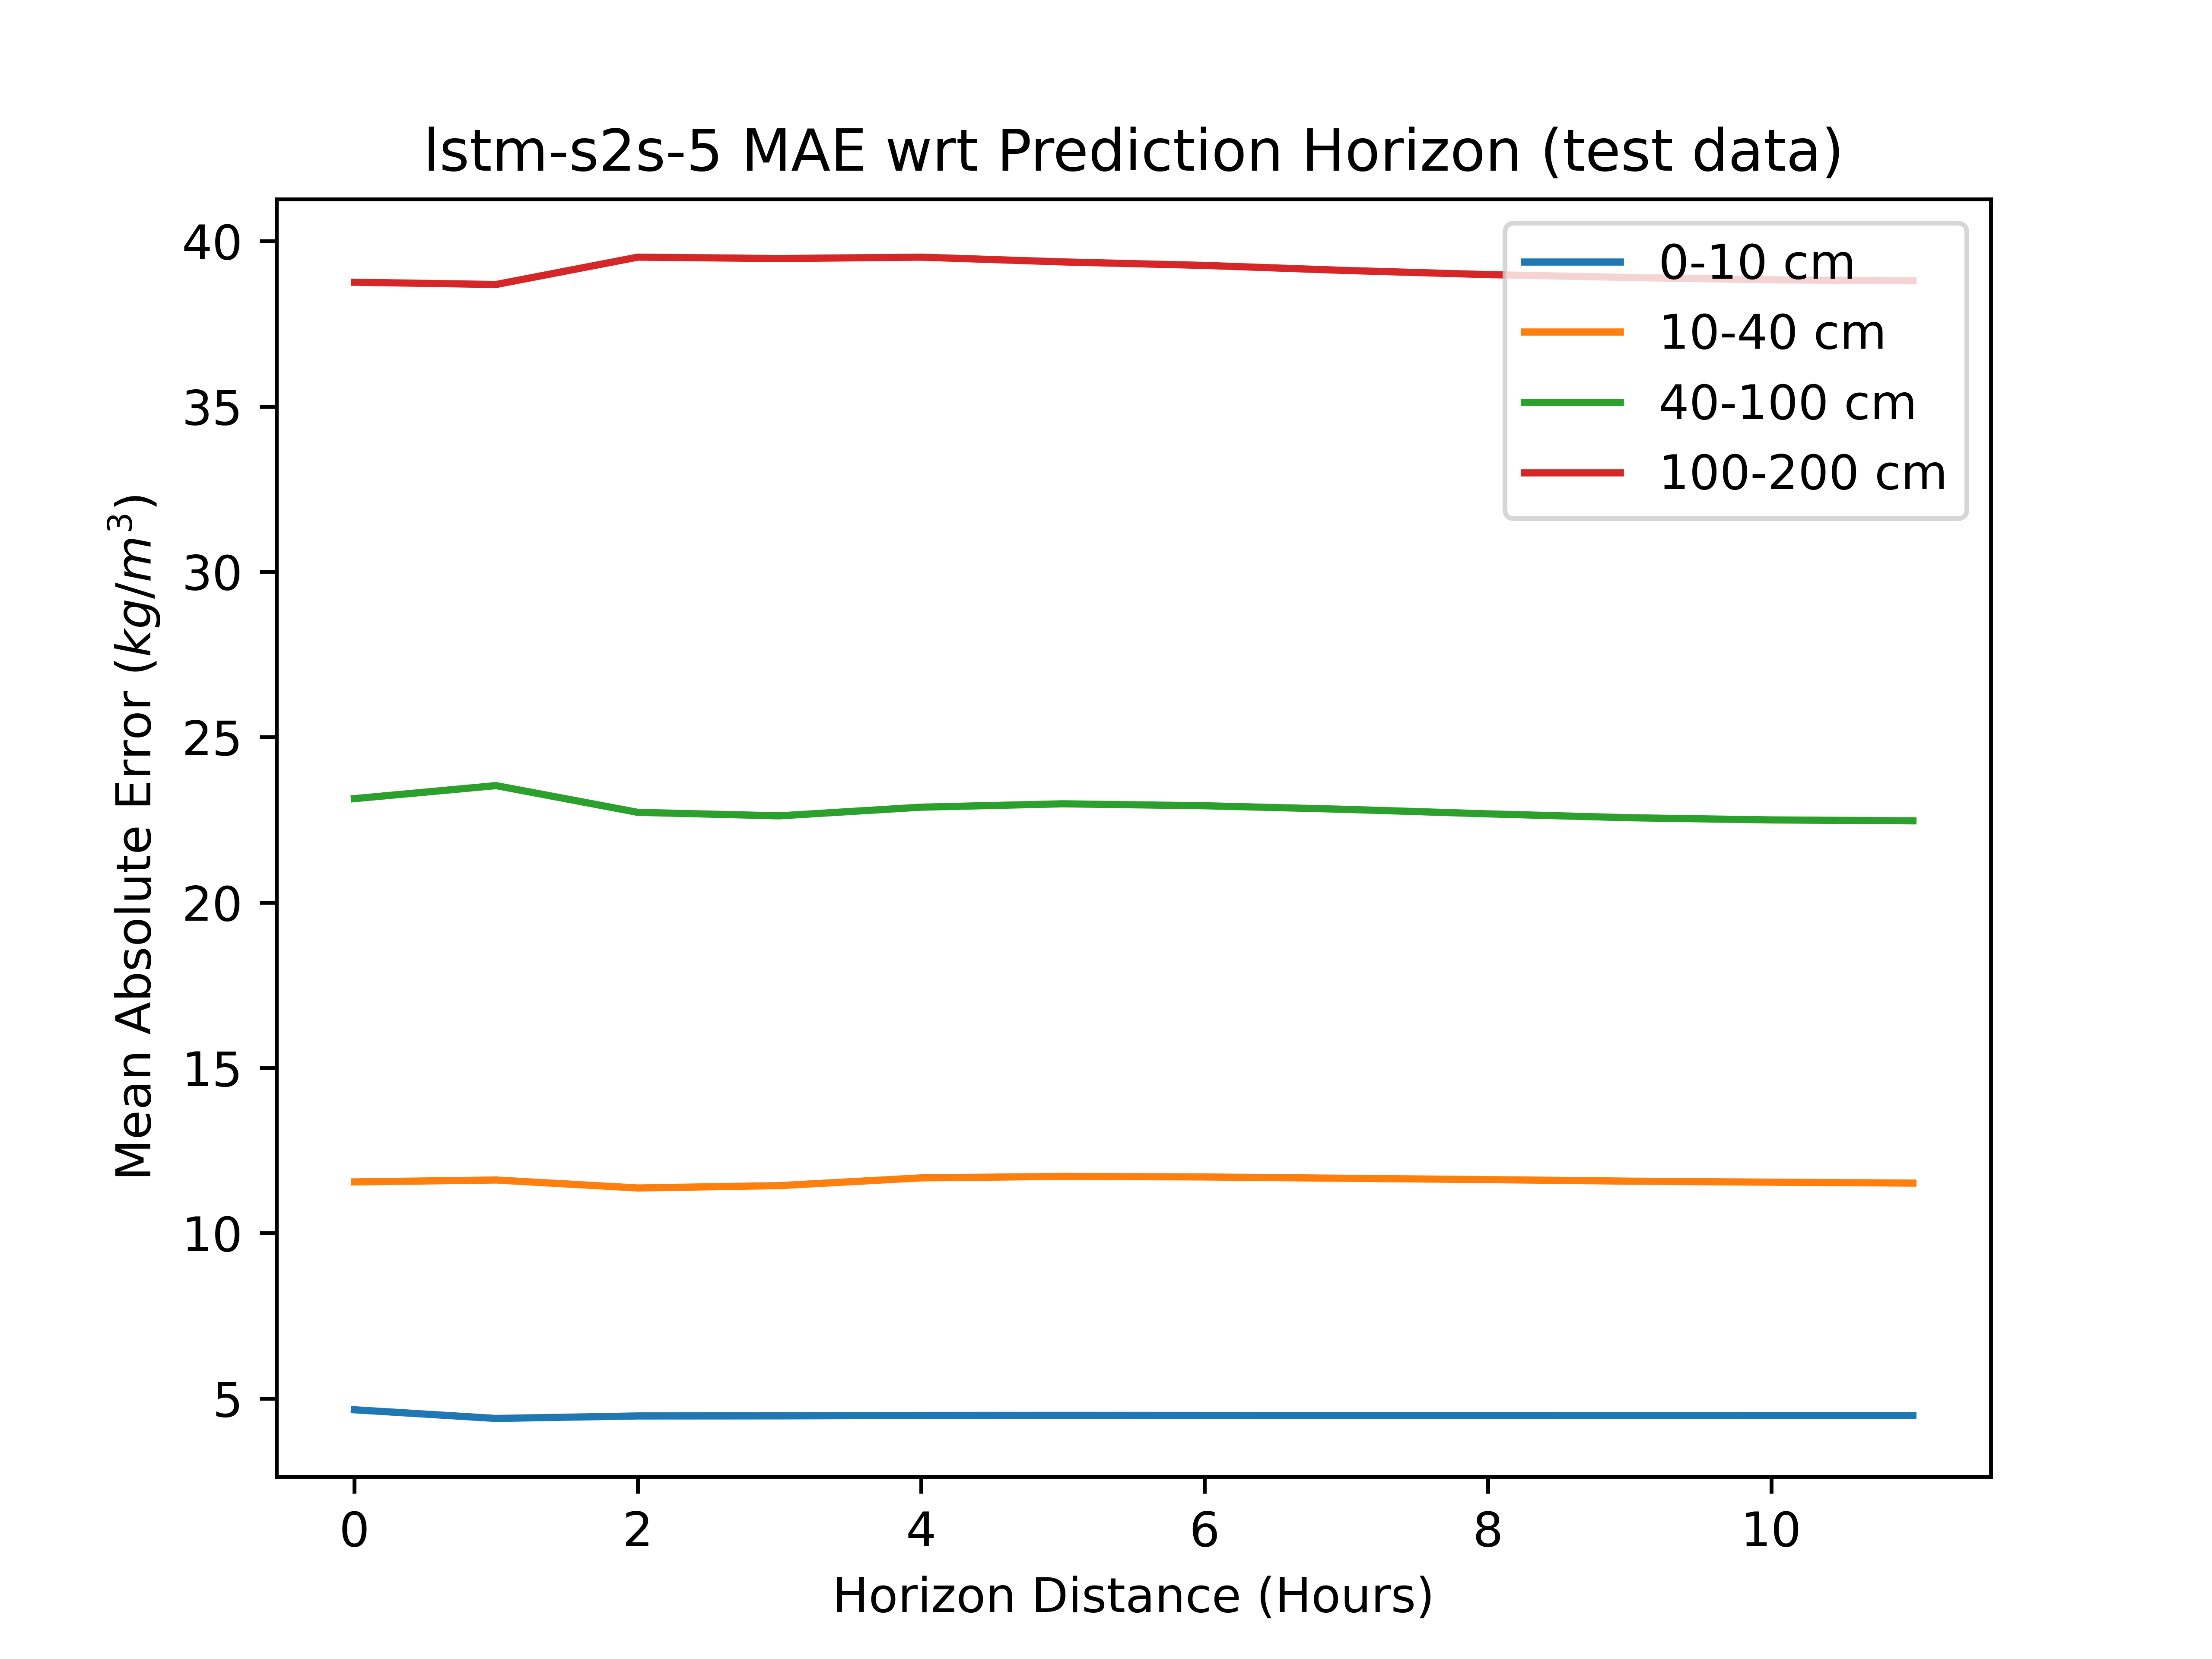 lstm-s2s-5 MAE wrt Prediction Horizon (test data)
Mean Absolute Error (kg/m³)
40
35
30
25
20
15
10
5
0-10 cm
10-40 cm
40-100 cm
100-200 cm
0 2 4 6 8 10
Horizon Distance (Hours)